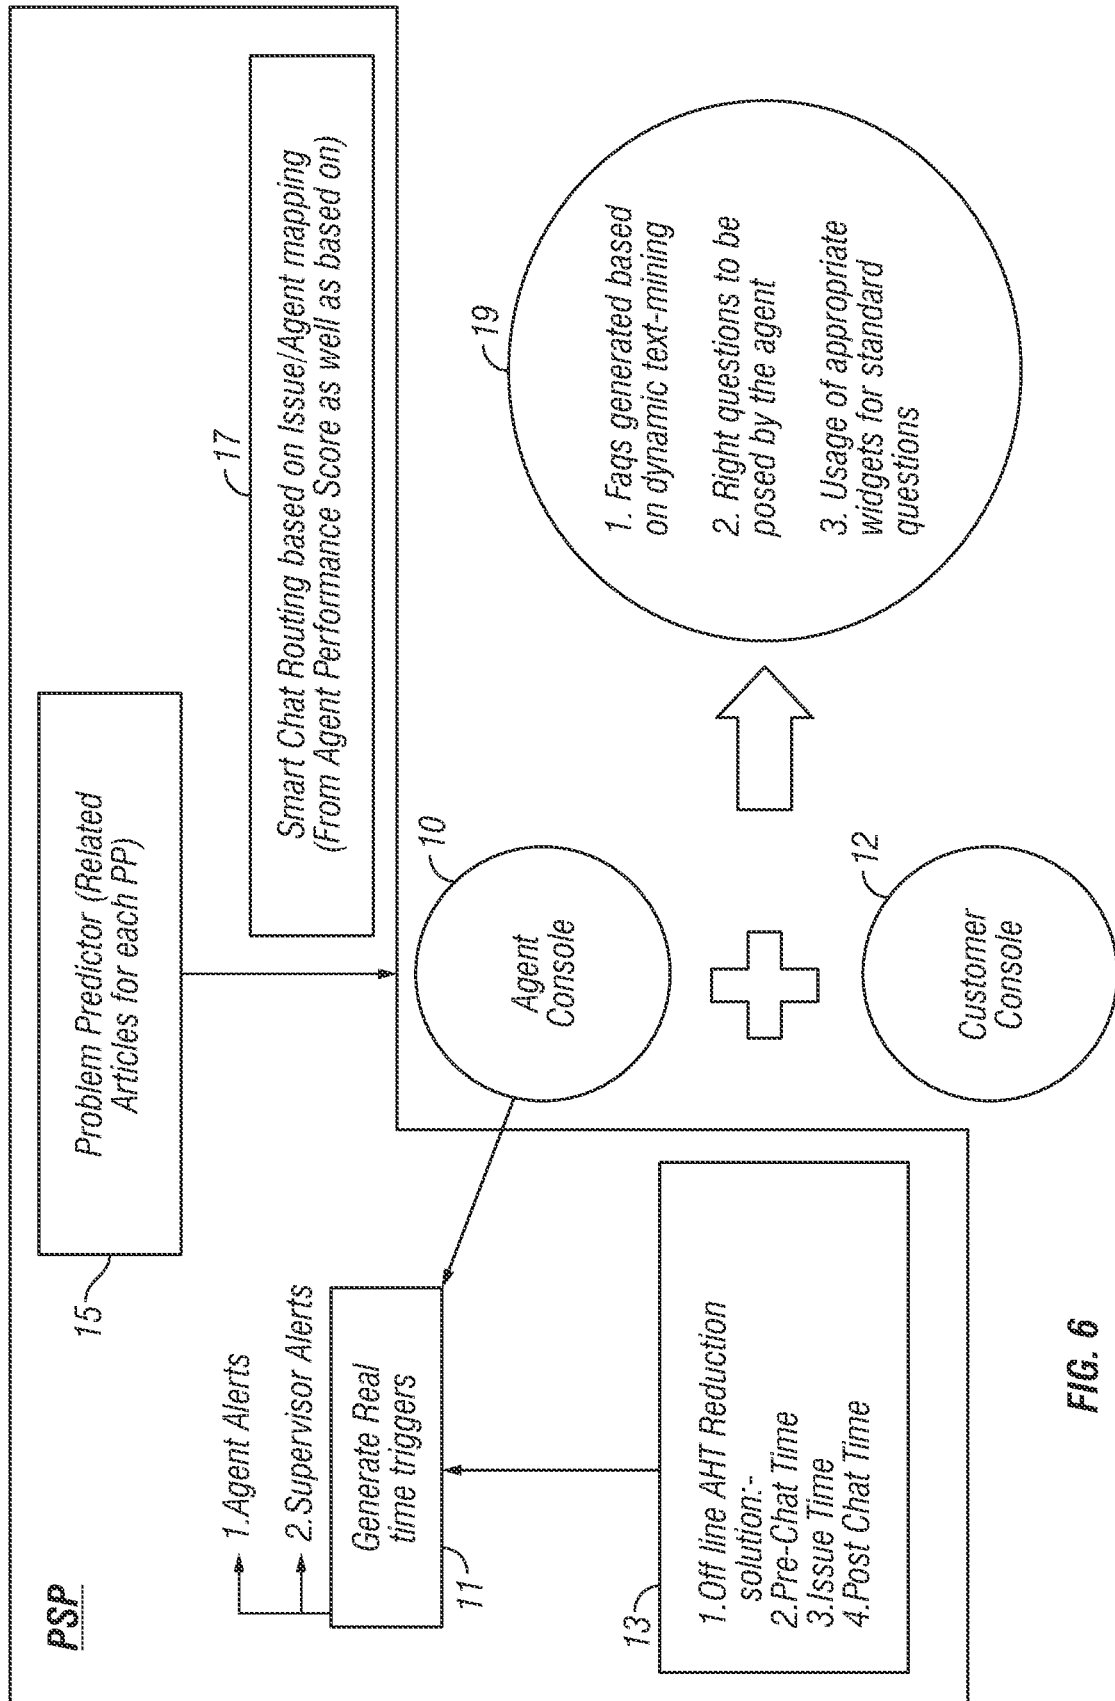 PSP
15
Problem Predictor (Related
Articles for each PP)
17
Smart Chat Routing based on Issue/Agent mapping
(From Agent Performance Score as well as based on)
1.Agent Alerts
2.Supervisor Alerts
Generate Real
time triggers
11
10
Agent
Console
19
1. Faqs generated based
on dynamic text-mining
2. Right questions to be
posed by the agent
3. Usage of appropriate
widgets for standard
questions
13
1.Off line AHT Reduction
solution:-
2.Pre-Chat Time
3.Issue Time
4.Post Chat Time
12
Customer
Console
FIG. 6